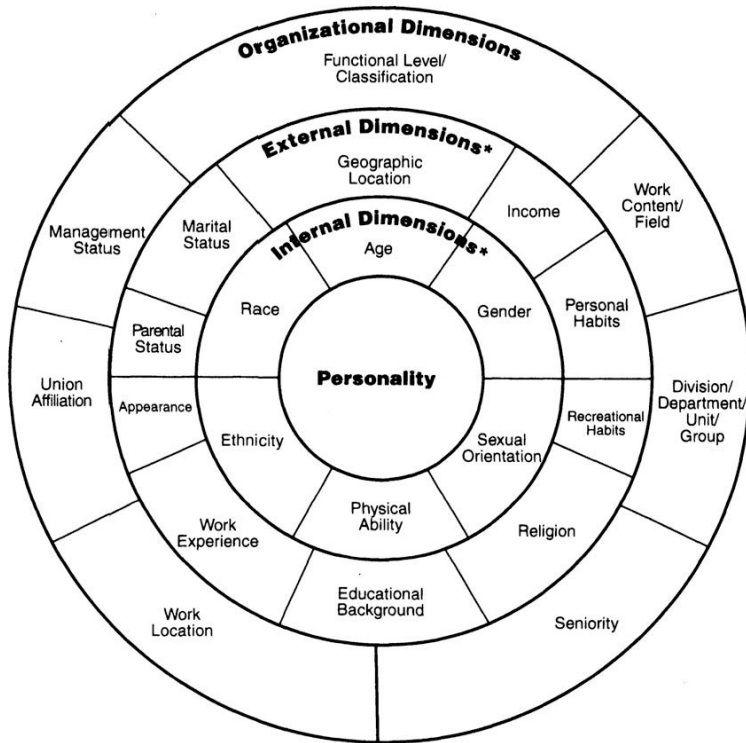 Organizational Dimensions
Functional Level/
Classification
External Dimensions*
Geographic
Location
Income
Work
Content/
Field
Management
Status
Marital
Status
Internal Dimensions*
Age
Race
Gender
Personal
Habits
Parental
Status
Personality
Union
Affiliation
Appearance
Ethnicity
Sexual
Orientation
Recreational
Habits
Division/
Department/
Unit/
Group
Physical
Ability
Work
Experience
Religion
Educational
Background
Work
Location
Seniority